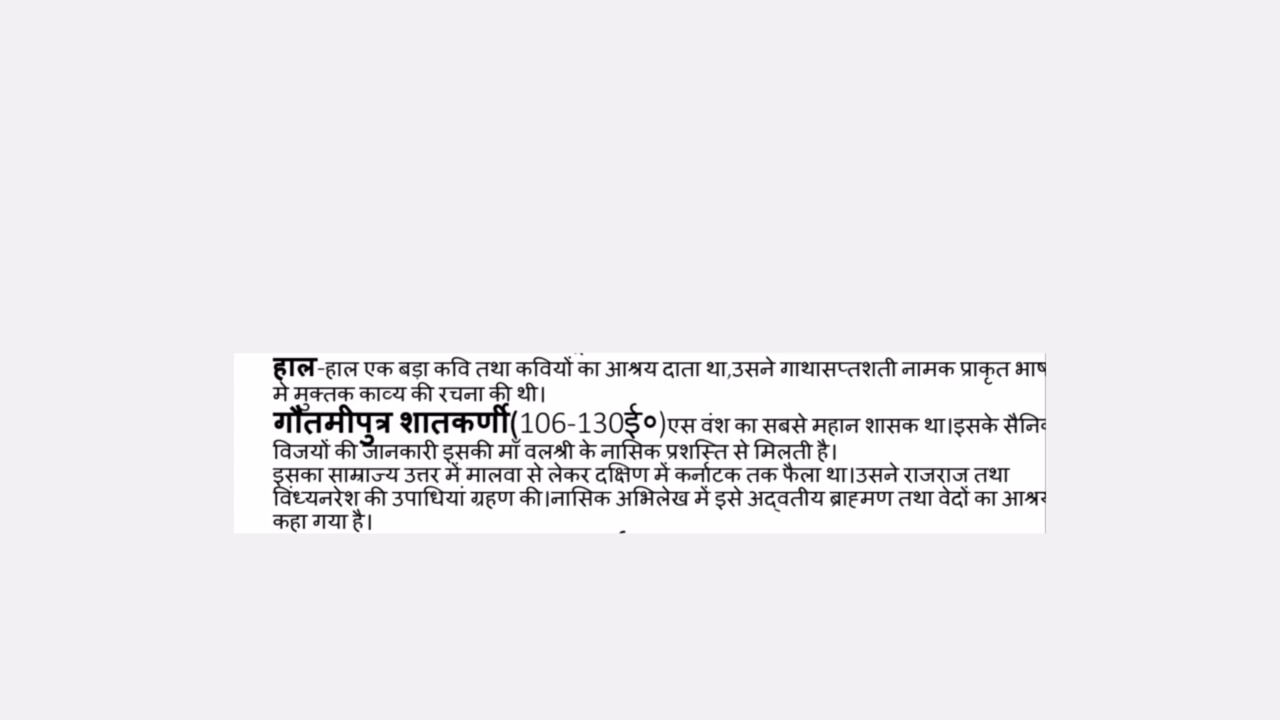 हाल-हाल एक बड़ा कवि तथा कवियों का आश्रय दाता था,उसने गाथासप्तशती नामक प्राकृत
मे मुक्तक काव्य की रचना की थी।
गौतमीपुत्र शातकर्णी(106-130ई०)एस वंश का सबसे महान शासक था।इसके
विजयों की जानकारी इसकी माँ वलश्री के नासिक प्रशस्ति से मिलती है।
इसका साम्राज्य उत्तर में मालवा से लेकर दक्षिण में कर्नाटक तक फैला था।उसने राजराज तथा
विंध्यनरेश की उपाधियां ग्रहण की।नासिक अभिलेख में इसे अद्वतीय ब्राह्मण तथा वेदों का
कहा गया है।